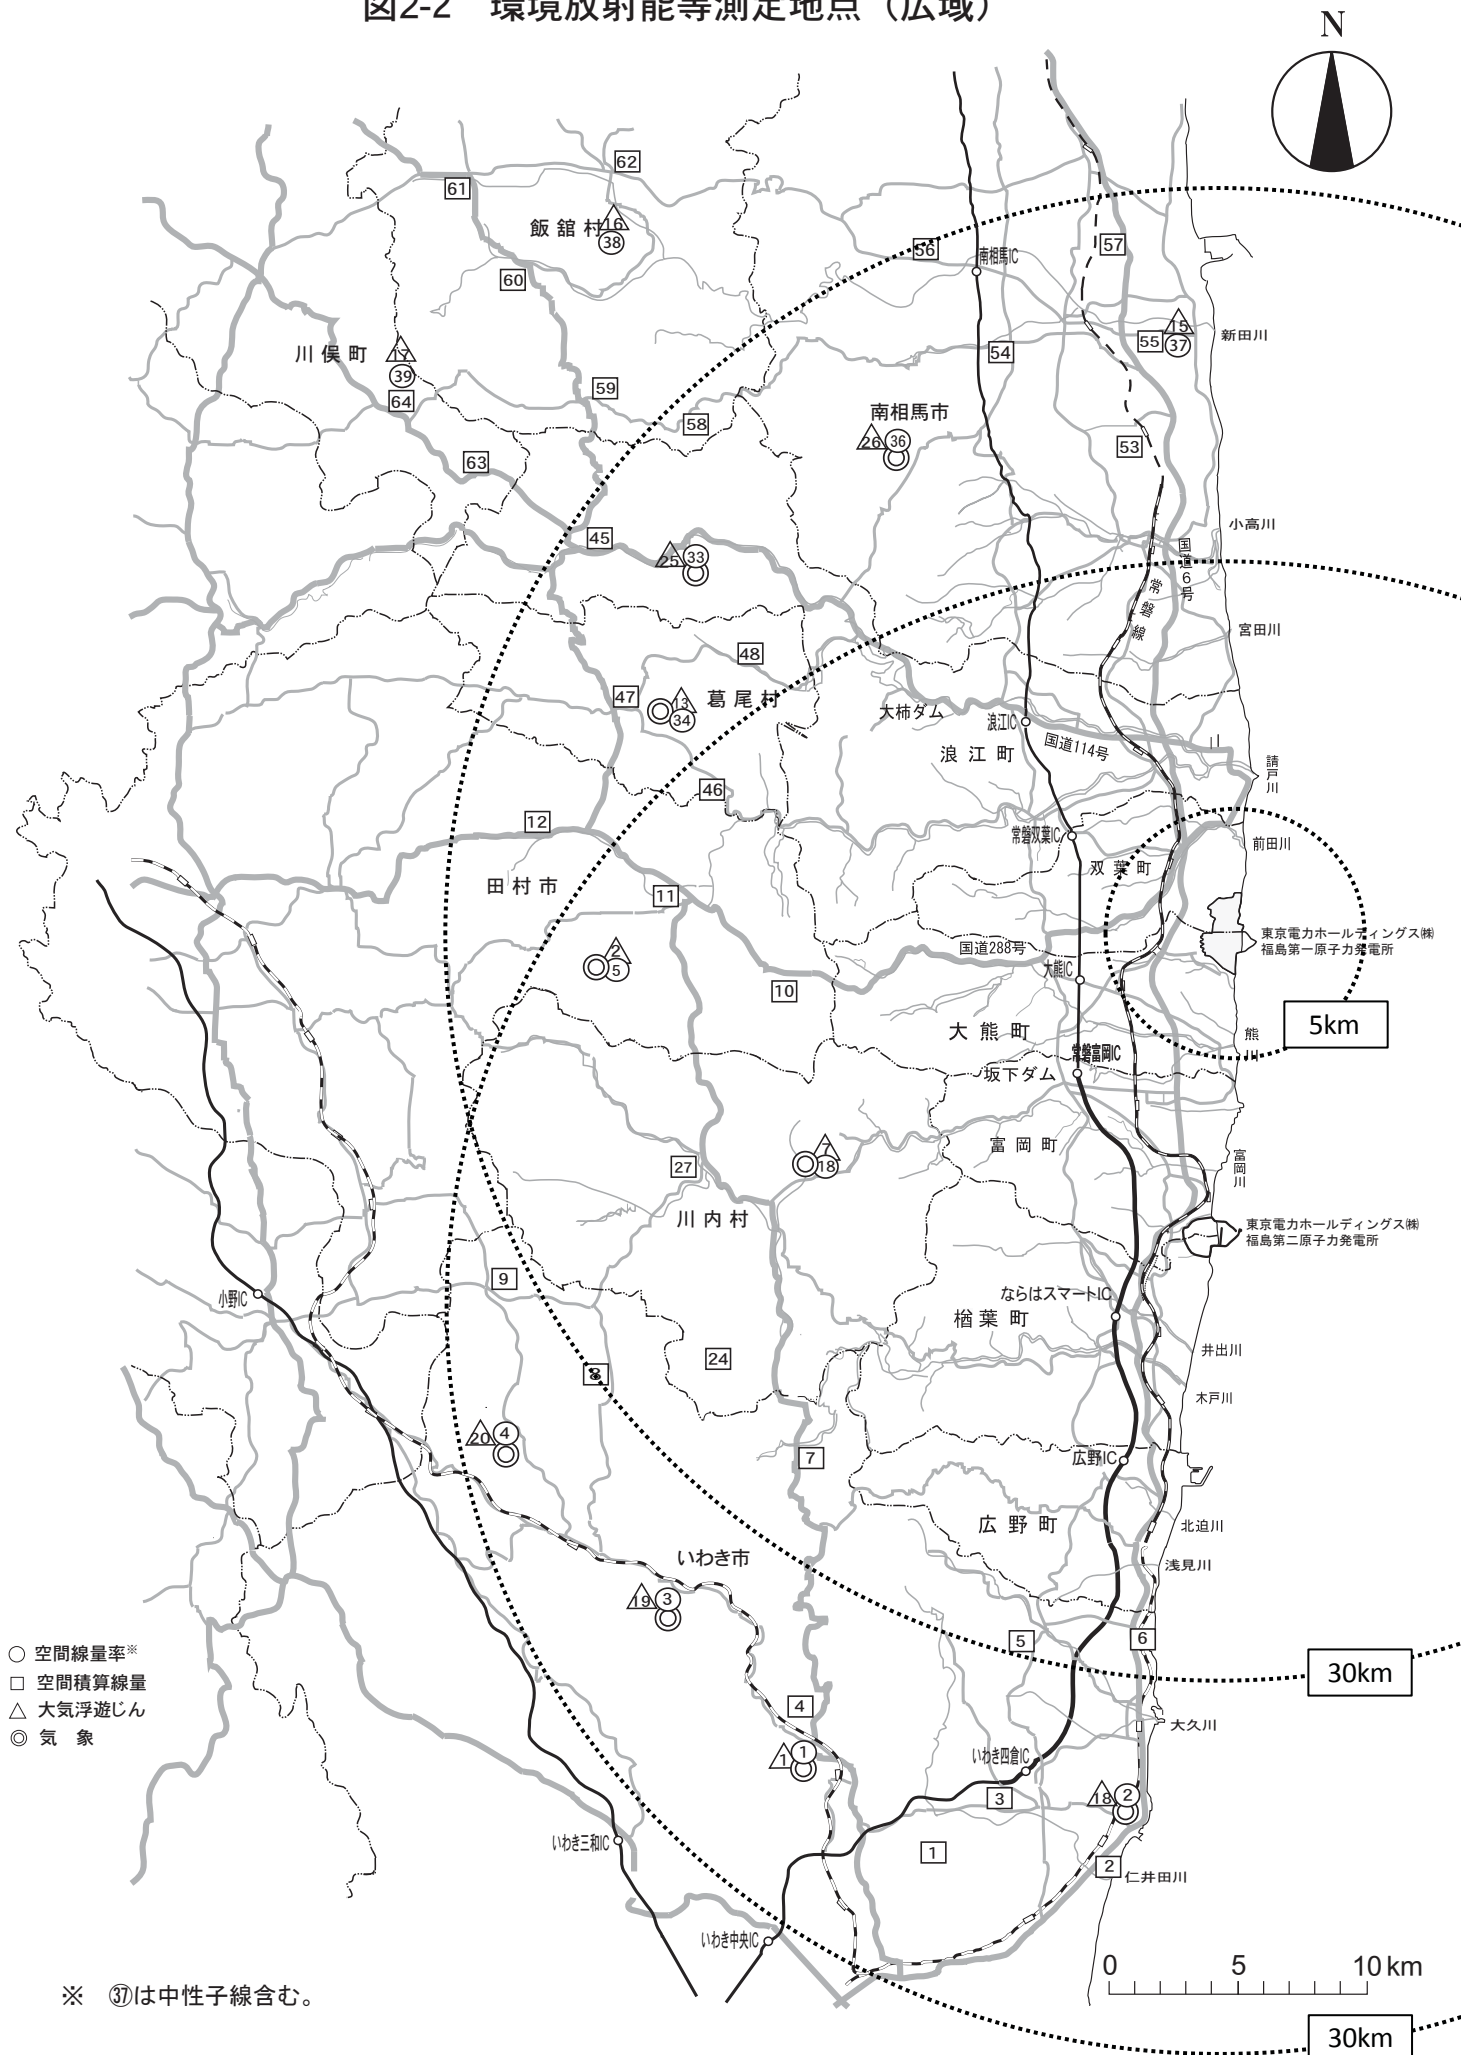 図2-2 環境放射能等測定地点（広域）
N
62
61
飯舘村
16
38
57
56
南相馬IC
60
15
新田川
55
37
川俣町
17
54
39
59
64
南相馬市
58
26
36
53
63
小高川
45
25
33
国道6号
常磐線
宮田川
48
47
13
葛尾村
34
大柿ダム
浪江IC
国道114号
川
浪江町
請戸川
46
12
常磐双葉IC
前田川
双葉町
田村市
11
東京電力ホールディングス㈱
福島第一原子力発電所
国道288号
2
5
大熊IC
10
5km
大熊町
熊川
常磐富岡IC
坂下ダム
富岡町
7
18
富岡川
27
川内村
東京電力ホールディングス㈱
福島第二原子力発電所
9
小野IC
ならはスマートIC
楢葉町
井出川
24
8
木戸川
20
4
7
広野IC
広野町
北迫川
いわき市
浅見川
19
3
5
6
○ 空間線量率※
□ 空間積算線量
△ 大気浮遊じん
◎ 気　象
30km
4
大久川
1
1
いわき四倉IC
18
2
3
いわき三和IC
1
2
仁井田川
いわき中央IC
0 5 10 km
※ ㊲は中性子線含む。
30km